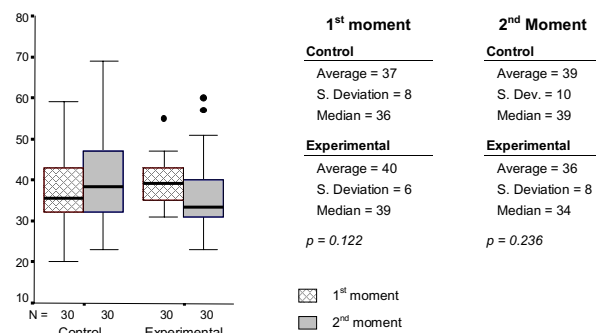 80
70
60
50
40
30
20
10
N = 30 30 30 30
Control Experimental
1st moment
Control
Average = 37
S. Deviation = 8
Median = 36
Experimental
Average = 40
S. Deviation = 6
Median = 39
p = 0.122
2nd Moment
Control
Average = 39
S. Dev. = 10
Median = 39
Experimental
Average = 36
S. Deviation = 8
Median = 34
p = 0.236
1st moment
2nd moment